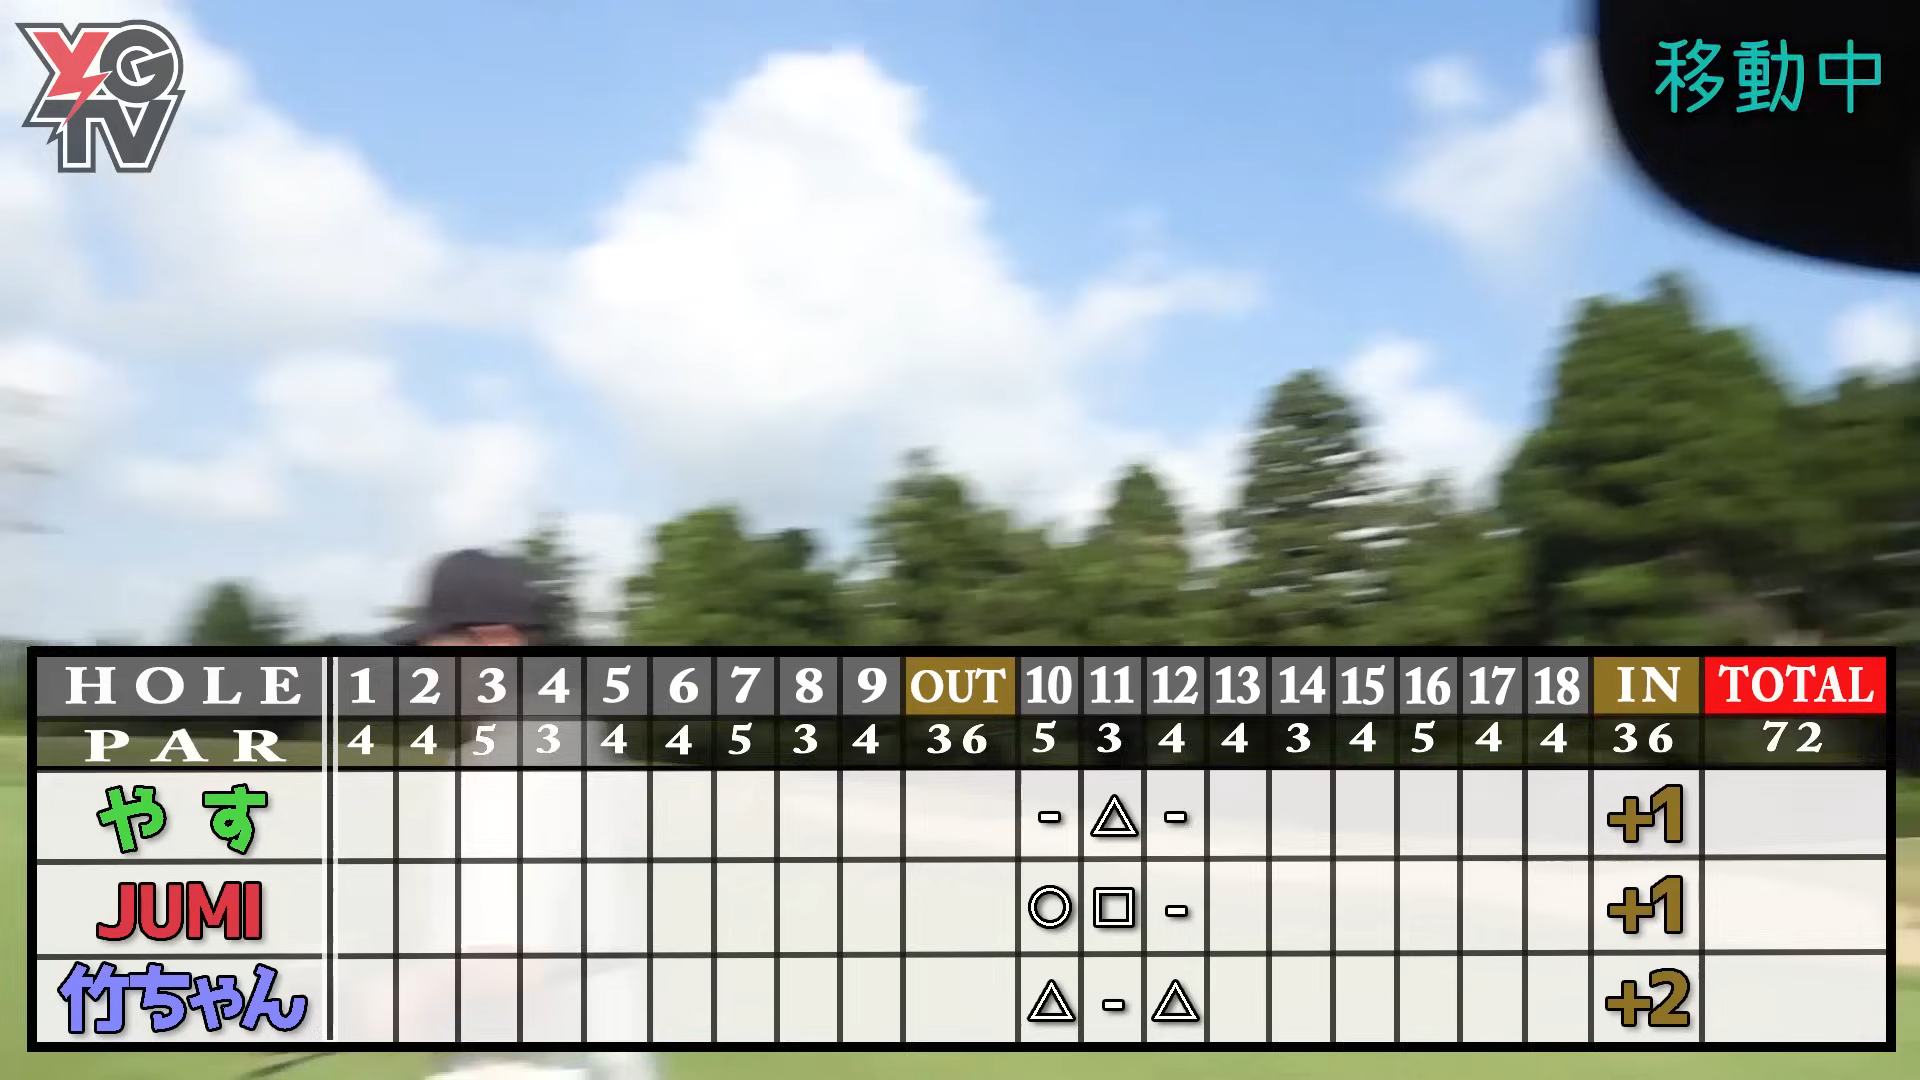 YGTV
移動中
HOLE 1 2 3 4 5 6 7 8 9 OUT 10 11 12 13 14 15 16 17 18 IN TOTAL
PAR 4 4 5 3 4 4 5 3 4 36 5 3 4 4 3 4 5 4 4 36 72
やす - △ - +1
JUMI ○ □ - +1
竹ちゃん △ - △ +2